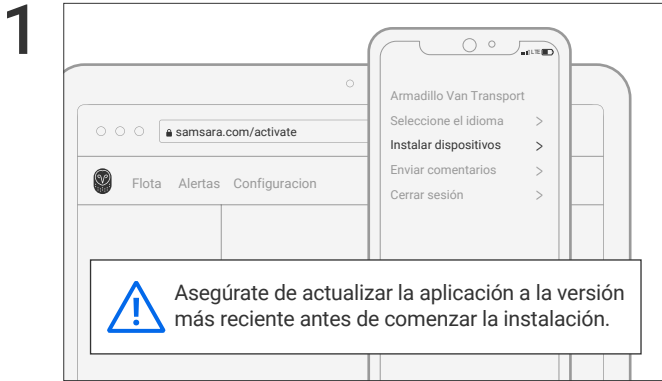 1
LTE
Armadillo Van Transport
samsara.com/activate
Seleccione el idioma >
Instalar dispositivos >
Flota Alertas Configuracion
Enviar comentarios >
Cerrar sesión >
Asegúrate de actualizar la aplicación a la versión
más reciente antes de comenzar la instalación.